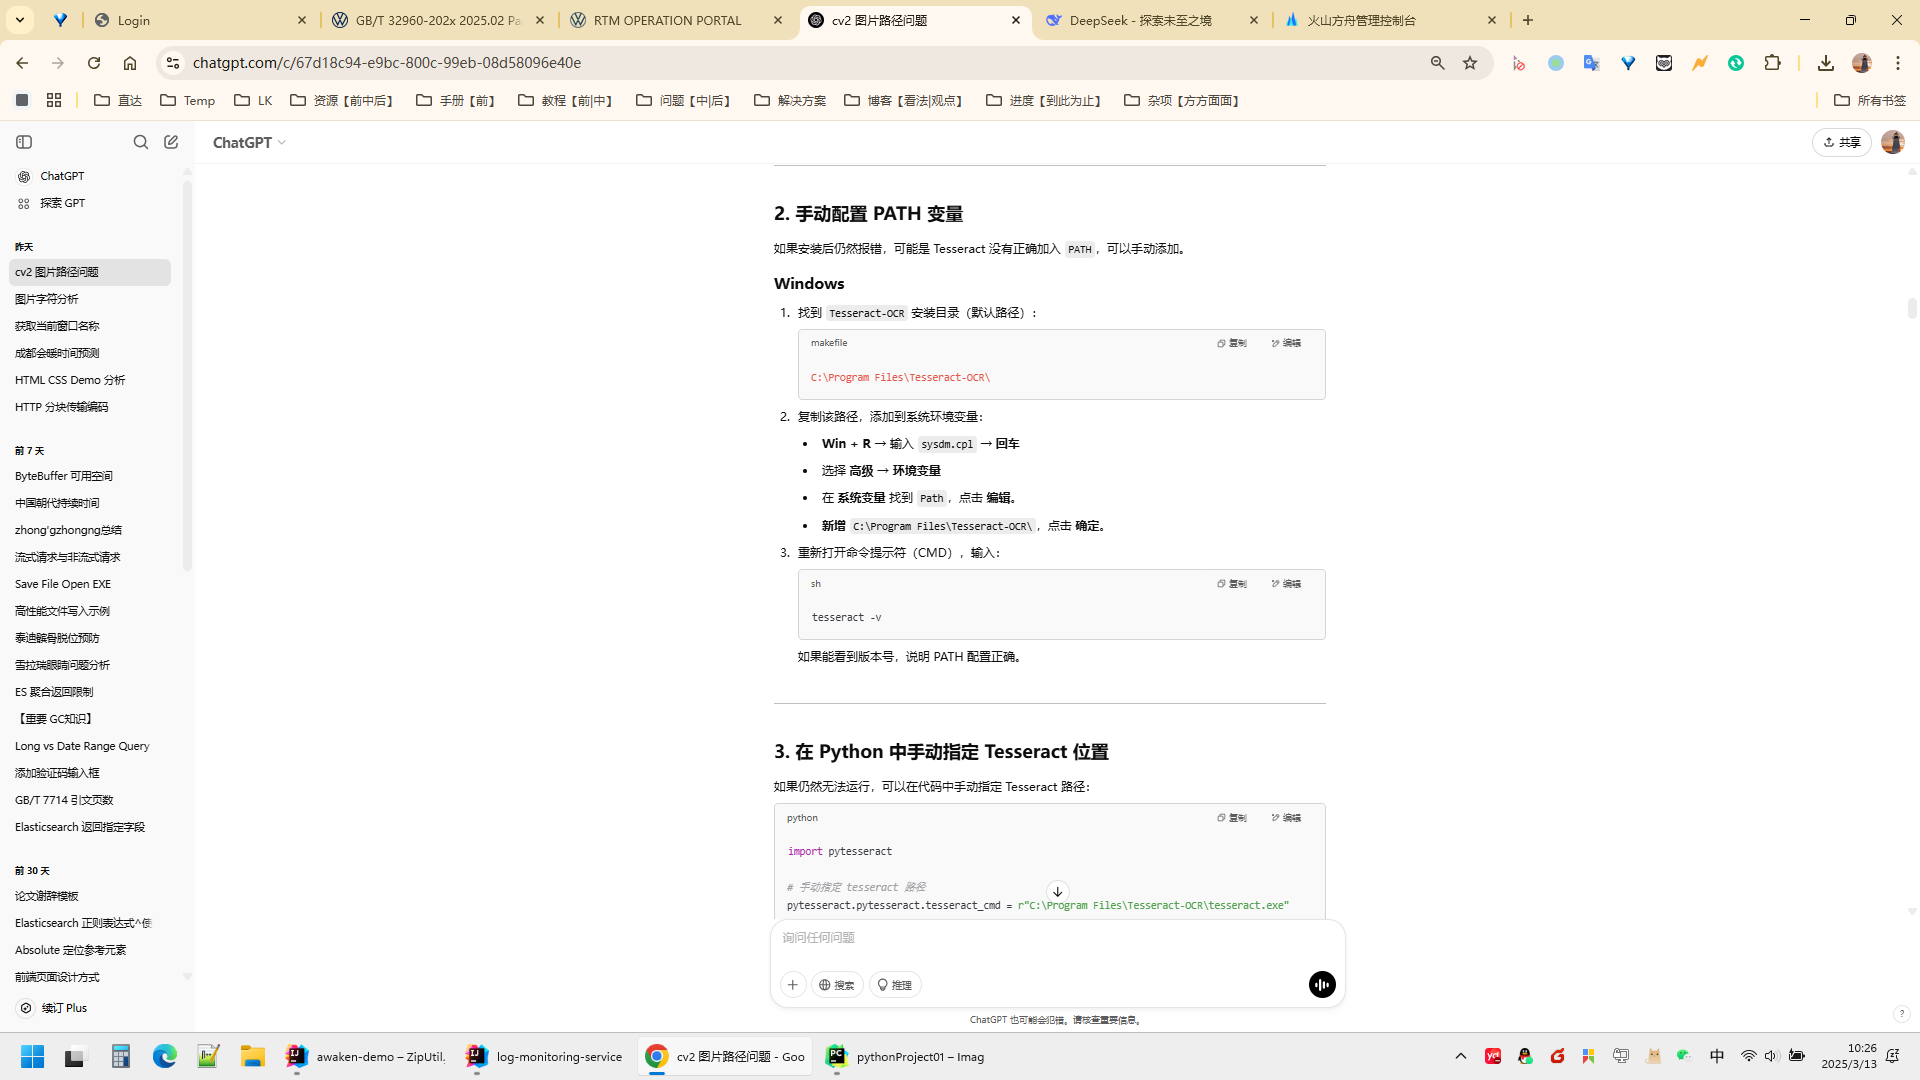 Login
GB/T 32960-202x 2025.02 Pa
RTM OPERATION PORTAL
cv2 图片路径问题
DeepSeek - 探索未至之境
火山方舟管理控制台
chatgpt.com/c/67d18c94-e9bc-800c-99eb-08d58096e40e
直达
Temp
LK
资源【前中后】
手册【前】
教程【前|中】
问题【中|后】
解决方案
博客【看法|观点】
进度【到此为止】
杂项【方方面面】
所有书签
ChatGPT
共享
ChatGPT
探索 GPT
昨天
cv2 图片路径问题
图片字符分析
获取当前窗口名称
成都会暖时间预测
HTML CSS Demo 分析
HTTP 分块传输编码
前 7 天
ByteBuffer 可用空间
中国朝代持续时间
zhong'gzhongng总结
流式请求与非流式请求
Save File Open EXE
高性能文件写入示例
泰迪髌骨脱位预防
雪拉瑞眼睛问题分析
ES 聚合返回限制
【重要 GC知识】
Long vs Date Range Query
添加验证码输入框
GB/T 7714 引文页数
Elasticsearch 返回指定字段
前 30 天
论文谢辞模板
Elasticsearch 正则表达式^使
Absolute 定位参考元素
前端页面设计方式
续订 Plus
2. 手动配置 PATH 变量
如果安装后仍然报错，可能是 Tesseract 没有正确加入 PATH，可以手动添加。
Windows
1. 找到 Tesseract-OCR 安装目录（默认路径）：
makefile
复制
编辑
C:\Program Files\Tesseract-OCR\
2. 复制该路径，添加到系统环境变量：
• Win + R → 输入 sysdm.cpl → 回车
• 选择 高级 → 环境变量
• 在 系统变量 找到 Path，点击 编辑。
• 新增 C:\Program Files\Tesseract-OCR\，点击 确定。
3. 重新打开命令提示符（CMD），输入：
sh
复制
编辑
tesseract -v
如果能看到版本号，说明 PATH 配置正确。
3. 在 Python 中手动指定 Tesseract 位置
如果仍然无法运行，可以在代码中手动指定 Tesseract 路径：
python
复制
编辑
import pytesseract
# 手动指定 tesseract 路径
pytesseract.pytesseract.tesseract_cmd = r"C:\Program Files\Tesseract-OCR\tesseract.exe"
询问任何问题
搜索
推理
ChatGPT 也可能会犯错。请核查重要信息。
?
awaken-demo – ZipUtil.
log-monitoring-service
cv2 图片路径问题 - Goo
pythonProject01 – Imag
中
10:26
2025/3/13